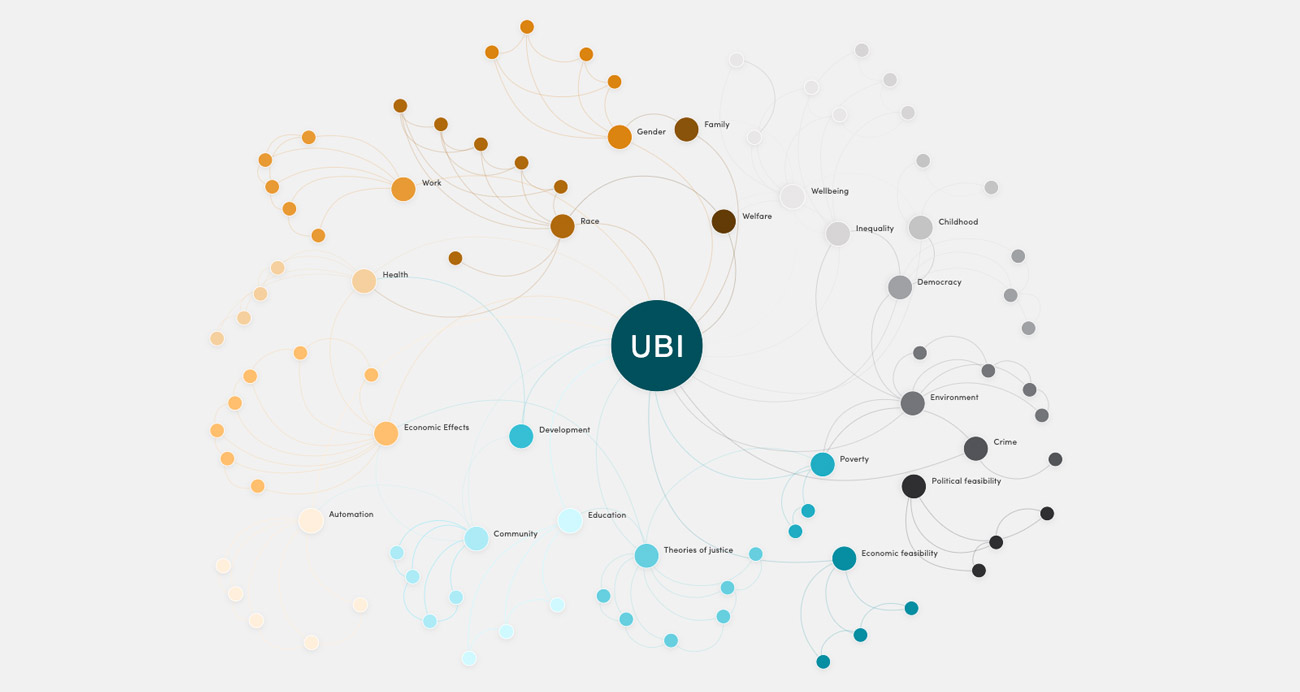 Gender
Family
Work
Wellbeing
Race
Welfare
Inequality
Childhood
Health
Democracy
UBI
Environment
Economic Effects
Development
Crime
Poverty
Political feasibility
Automation
Education
Community
Theories of justice
Economic feasibility